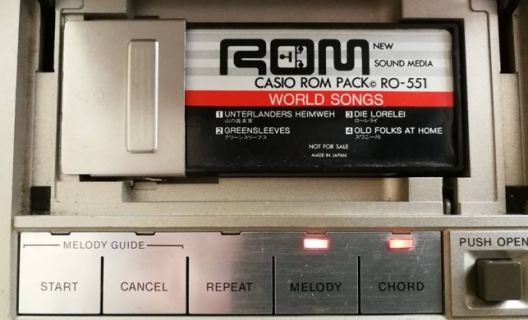 ROM NEW
SOUND MEDIA
CASIO ROM PACK© RO-551
WORLD SONGS
1 UNTERLANDERS HEIMWEH 3 DIE LORELEI
ローレライ
2 GREENSLEEVES 4 OLD FOLKS AT HOME
グリーンスリーブス スワニー川
NOT FOR SALE
MADE IN JAPAN
MELODY GUIDE
PUSH OPEN
START CANCEL REPEAT MELODY CHORD